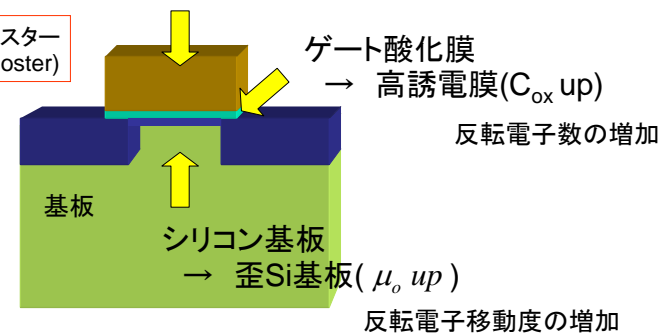 スター
oster)
ゲート酸化膜
→ 高誘電膜(Cox up)
反転電子数の増加
基板
シリコン基板
→ 歪Si基板( μo up )
反転電子移動度の増加